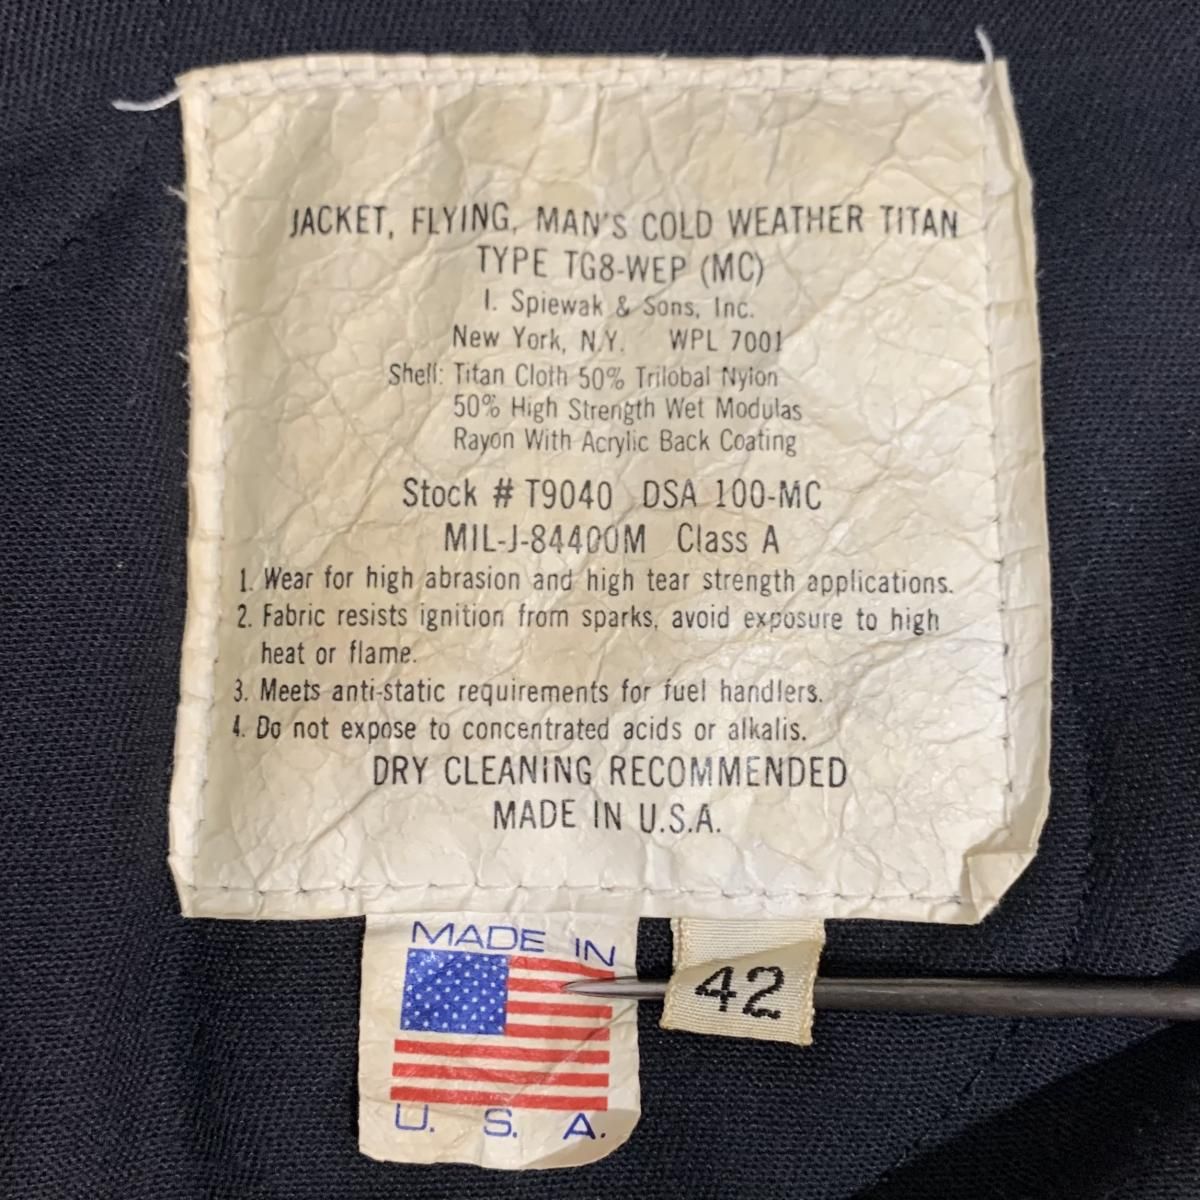 JACKET, FLYING, MAN'S COLD WEATHER TITAN
TYPE TG8-WEP (MC)
I. Spiewak & Sons, Inc.
New York, N.Y. WPL 7001
Shell: Titan Cloth 50% Trilobal Nylon
50% High Strength Wet Modulas
Rayon With Acrylic Back Coating
Stock # T9040 DSA 100-MC
MIL-J-84400M Class A
1. Wear for high abrasion and high tear strength applications.
2. Fabric resists ignition from sparks, avoid exposure to high
heat or flame.
3. Meets anti-static requirements for fuel handlers.
4. Do not expose to concentrated acids or alkalis.
DRY CLEANING RECOMMENDED
MADE IN U.S.A.
MADE IN
U. S. A.
42